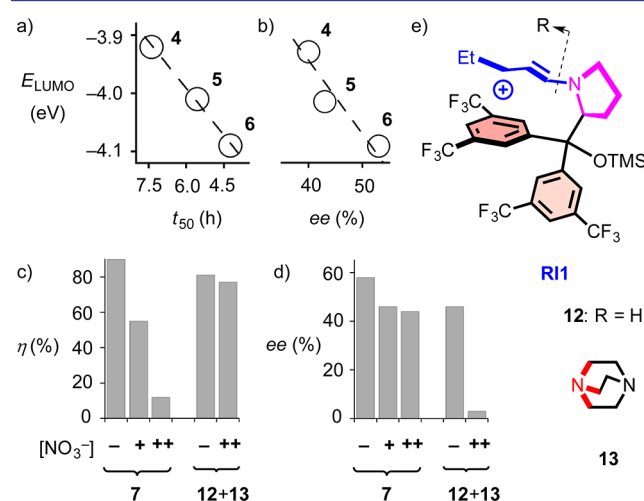 a)
b)
e)
R
–3.9
4
4
Et
E_LUMO
(eV)
–4.0
5
5
N
+
F3C
–4.1
6
6
F3C
OTMS
7.5 6.0 4.5
40 50
CF3
t50 (h)
ee (%)
F3C
CF3
c)
d)
RI1
80
60
40
20
0
η(%)
60
40
20
0
ee (%)
12: R = H
N N
[NO3–] – + ++ – ++
– + ++ – ++
7 12+13
7 12+13
13